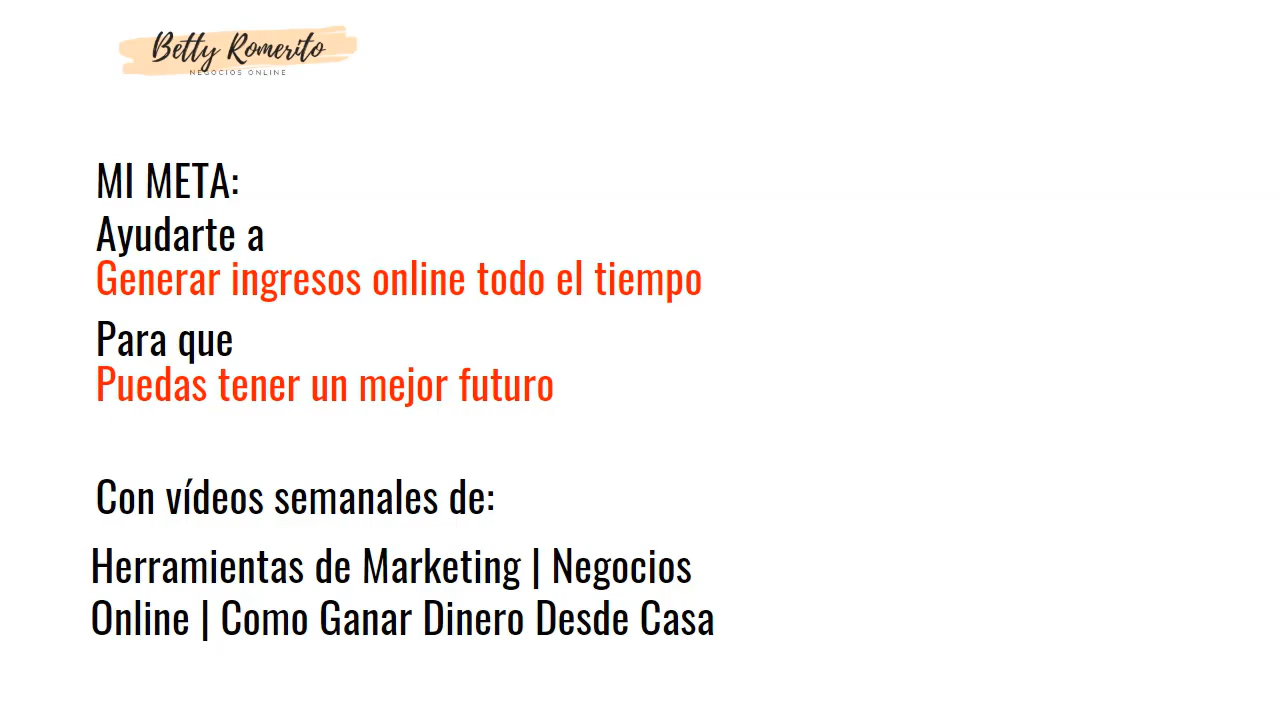 Betty Romerito
NEGOCIOS ONLINE
MI META:
Ayudarte a
Generar ingresos online todo el tiempo
Para que
Puedas tener un mejor futuro
Con vídeos semanales de:
Herramientas de Marketing | Negocios
Online | Como Ganar Dinero Desde Casa